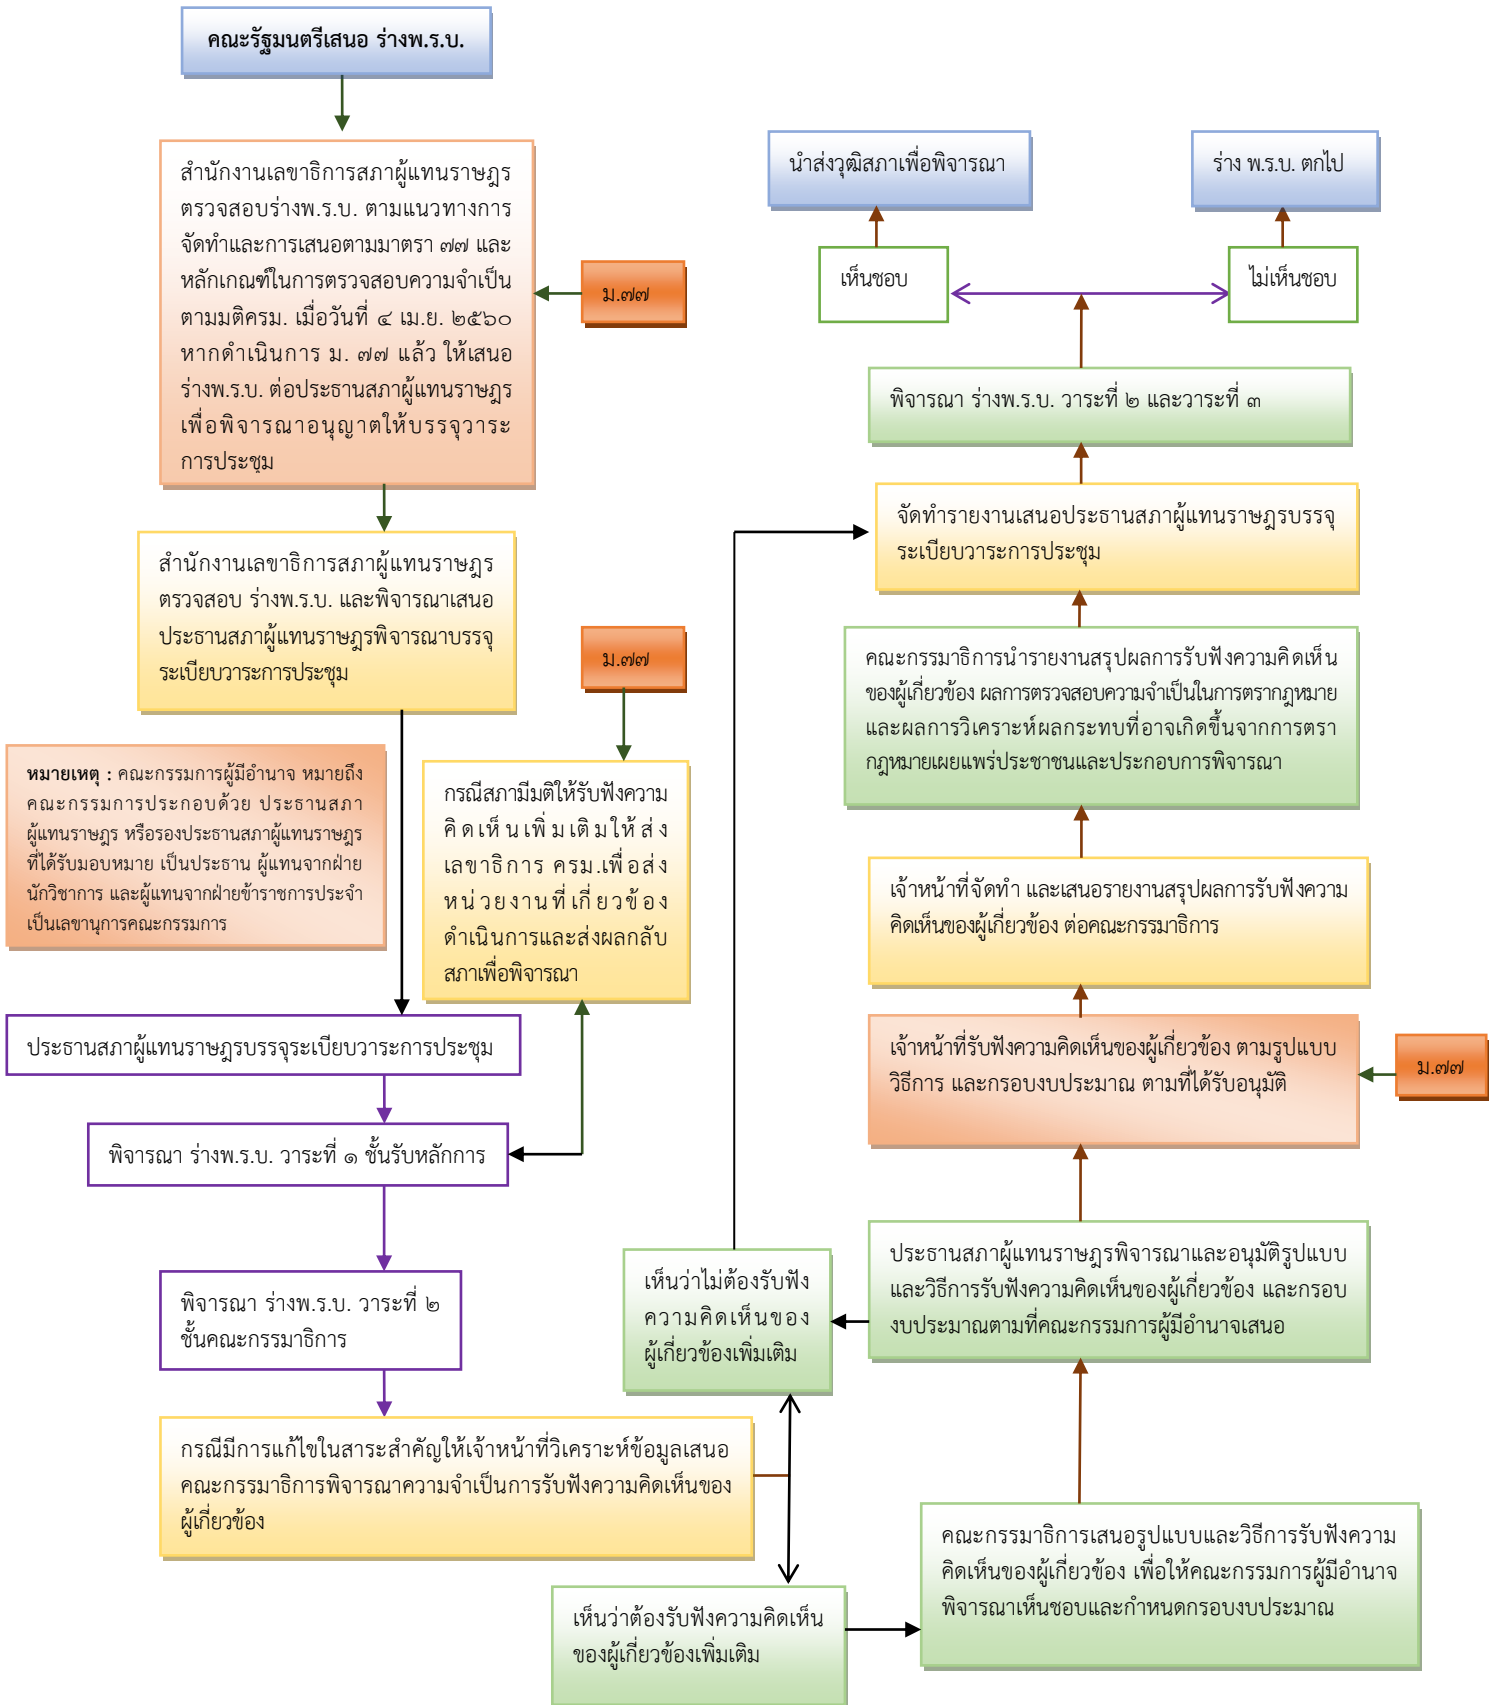 คณะรัฐมนตรีเสนอ ร่างพ.ร.บ.
สำนักงานเลขาธิการสภาผู้แทนราษฎร
ตรวจสอบร่างพ.ร.บ. ตามแนวทางการ
จัดทำและการเสนอตามมาตรา ๗๗ และ
หลักเกณฑ์ในการตรวจสอบความจำเป็น
ตามมติครม. เมื่อวันที่ ๔ เม.ย. ๒๕๖๐
หากดำเนินการ ม. ๗๗ แล้ว ให้เสนอ
ร่างพ.ร.บ. ต่อประธานสภาผู้แทนราษฎร
เพื่อพิจารณาอนุญาตให้บรรจุวาระ
การประชุม
ม.๗๗
สำนักงานเลขาธิการสภาผู้แทนราษฎร
ตรวจสอบ ร่างพ.ร.บ. และพิจารณาเสนอ
ประธานสภาผู้แทนราษฎรพิจารณาบรรจุ
ระเบียบวาระการประชุม
ม.๗๗
หมายเหตุ : คณะกรรมการผู้มีอำนาจ หมายถึง
คณะกรรมการประกอบด้วย ประธานสภา
ผู้แทนราษฎร หรือรองประธานสภาผู้แทนราษฎร
ที่ได้รับมอบหมาย เป็นประธาน ผู้แทนจากฝ่าย
นักวิชาการ และผู้แทนจากฝ่ายข้าราชการประจำ
เป็นเลขานุการคณะกรรมการ
กรณีสภามีมติให้รับฟังความ
คิดเห็นเพิ่มเติมให้ส่ง
เลขาธิการ ครม.เพื่อส่ง
หน่วยงานที่เกี่ยวข้อง
ดำเนินการและส่งผลกลับ
สภาเพื่อพิจารณา
ประธานสภาผู้แทนราษฎรบรรจุระเบียบวาระการประชุม
พิจารณา ร่างพ.ร.บ. วาระที่ ๑ ชั้นรับหลักการ
พิจารณา ร่างพ.ร.บ. วาระที่ ๒
ชั้นคณะกรรมาธิการ
กรณีมีการแก้ไขในสาระสำคัญให้เจ้าหน้าที่วิเคราะห์ข้อมูลเสนอ
คณะกรรมาธิการพิจารณาความจำเป็นการรับฟังความคิดเห็นของ
ผู้เกี่ยวข้อง
เห็นว่าไม่ต้องรับฟัง
ความคิดเห็นของ
ผู้เกี่ยวข้องเพิ่มเติม
เห็นว่าต้องรับฟังความคิดเห็น
ของผู้เกี่ยวข้องเพิ่มเติม
นำส่งวุฒิสภาเพื่อพิจารณา
ร่าง พ.ร.บ. ตกไป
เห็นชอบ
ไม่เห็นชอบ
พิจารณา ร่างพ.ร.บ. วาระที่ ๒ และวาระที่ ๓
จัดทำรายงานเสนอประธานสภาผู้แทนราษฎรบรรจุ
ระเบียบวาระการประชุม
คณะกรรมาธิการนำรายงานสรุปผลการรับฟังความคิดเห็น
ของผู้เกี่ยวข้อง ผลการตรวจสอบความจำเป็นในการตรากฎหมาย
และผลการวิเคราะห์ผลกระทบที่อาจเกิดขึ้นจากการตรา
กฎหมายเผยแพร่ประชาชนและประกอบการพิจารณา
เจ้าหน้าที่จัดทำ และเสนอรายงานสรุปผลการรับฟังความ
คิดเห็นของผู้เกี่ยวข้อง ต่อคณะกรรมาธิการ
เจ้าหน้าที่รับฟังความคิดเห็นของผู้เกี่ยวข้อง ตามรูปแบบ
วิธีการ และกรอบงบประมาณ ตามที่ได้รับอนุมัติ
ม.๗๗
ประธานสภาผู้แทนราษฎรพิจารณาและอนุมัติรูปแบบ
และวิธีการรับฟังความคิดเห็นของผู้เกี่ยวข้อง และกรอบ
งบประมาณตามที่คณะกรรมการผู้มีอำนาจเสนอ
คณะกรรมาธิการเสนอรูปแบบและวิธีการรับฟังความ
คิดเห็นของผู้เกี่ยวข้อง เพื่อให้คณะกรรมการผู้มีอำนาจ
พิจารณาเห็นชอบและกำหนดกรอบงบประมาณ